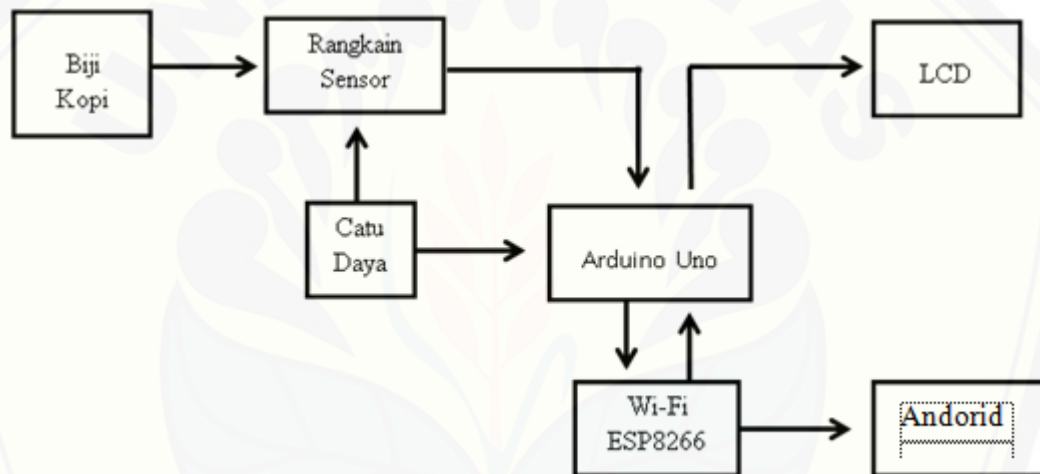 Biji
Kopi
Rangkain
Sensor
LCD
Catu
Daya
Arduino Uno
Wi-Fi
ESP8266
Andorid